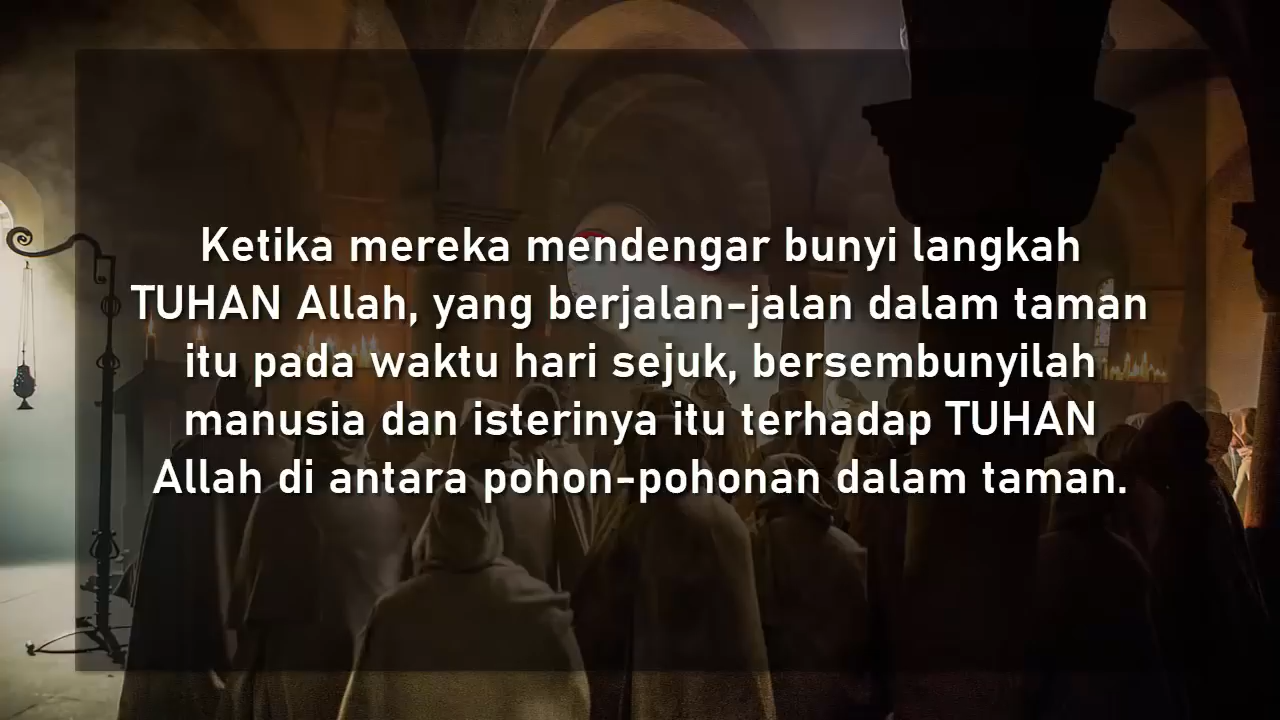 Ketika mereka mendengar bunyi langkah
TUHAN Allah, yang berjalan-jalan dalam taman
itu pada waktu hari sejuk, bersembunyilah
manusia dan isterinya itu terhadap TUHAN
Allah di antara pohon-pohonan dalam taman.